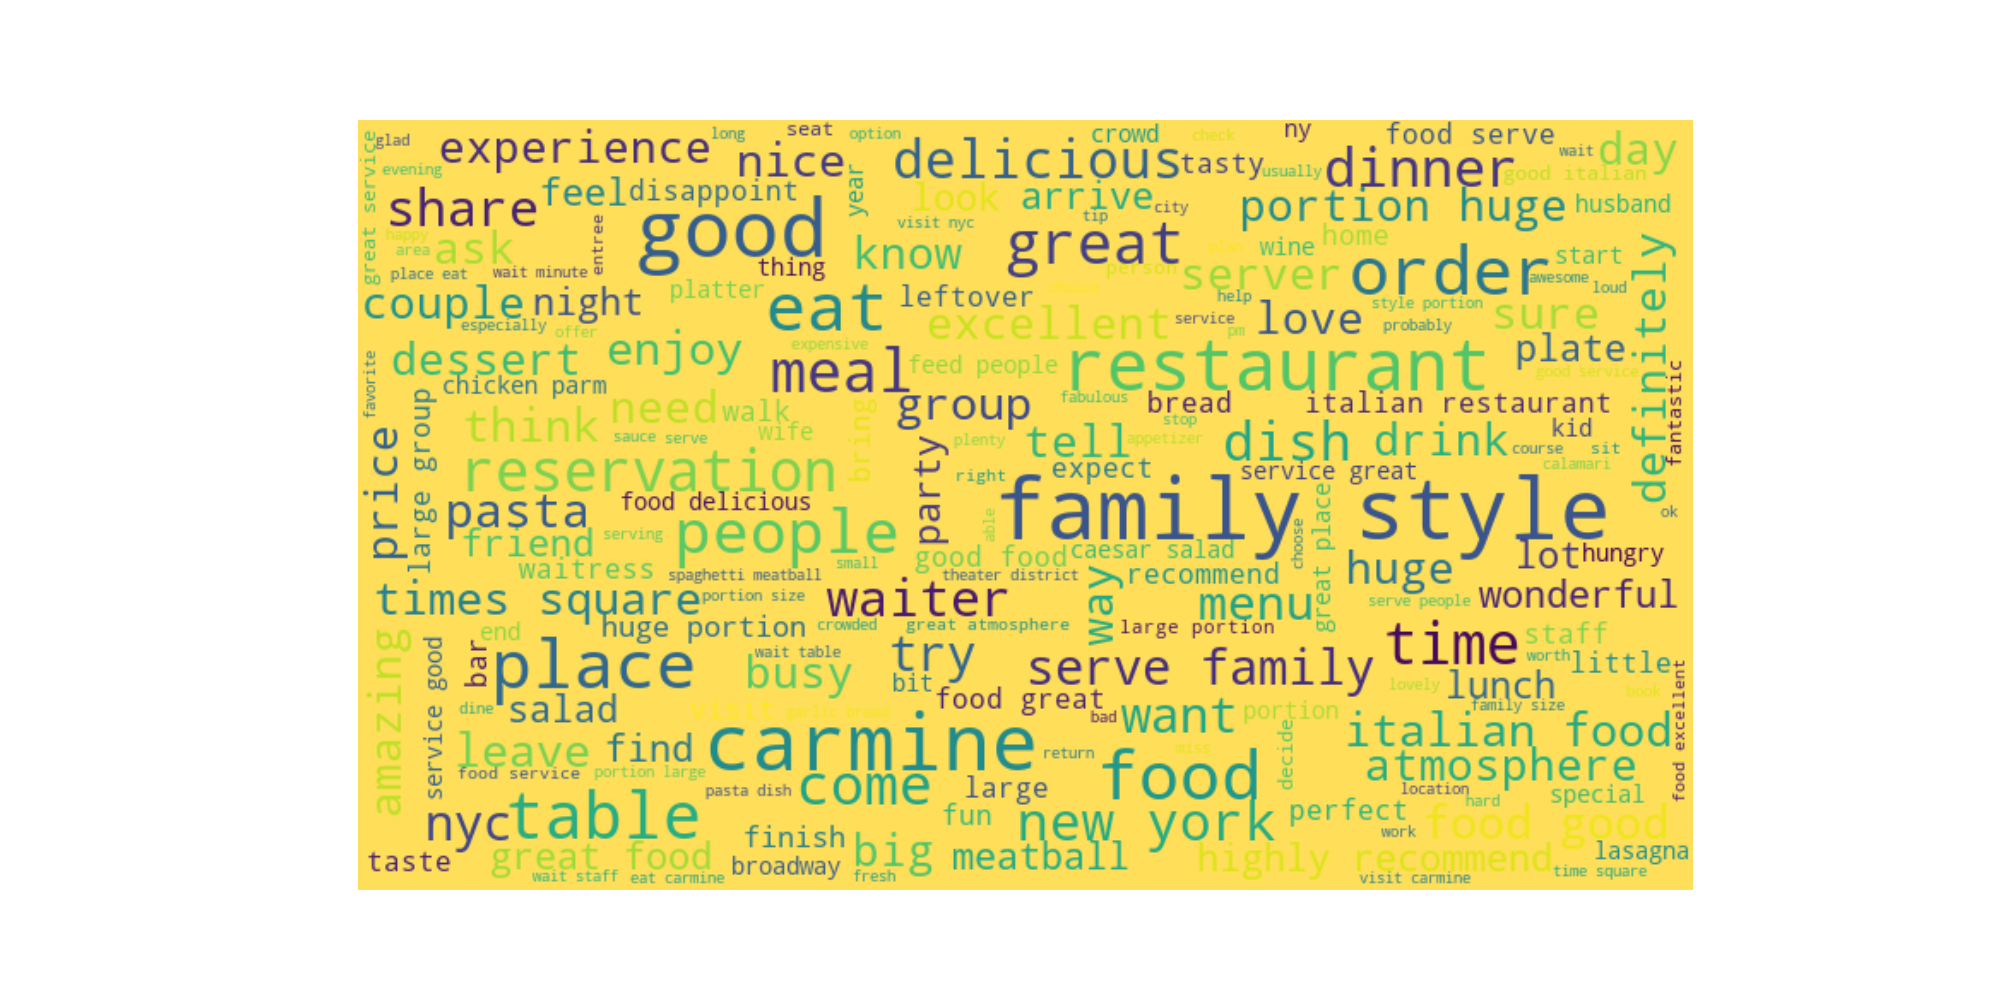 glad
long
seat
option
crowd
check
ny
food serve
wait
day
experience
nice
delicious
tasty
usually
dinner
good italian
great service
evening
share
feel
disappoint
year
look
arrive
tip
city
portion huge
husband
happy
area
ask
entree
good
visit nyc
know
great
person
wine
home
server
order
start
awesome
loud
definitely
place eat
wait minute
thing
couple
night
platter
eat
leftover
help
style portion
especially
offer
excellent
service
pm
love
probably
sure
dessert
enjoy
expensive
meal
feed people
restaurant
plate
good service
fantastic
favorite
chicken parm
large group
need
walk
wife
bring
group
fabulous
bread
italian restaurant
think
sauce
serve
plenty
tell
appetizer
stop
dish
drink
kid
course
sit
calamari
price
reservation
party
right
expect
service great
pasta
food delicious
people
family style
ok
friend
serving
small
able
good food
caesar salad
choose
great place
huge
lot
hungry
waitress
spaghetti meatball
theater district
way
recommend
times square
portion size
waiter
menu
serve people
wonderful
amazing
end
huge portion
crowded
great atmosphere
large portion
time
staff
service good
bar
place
wait table
busy
try
bit
serve family
worth
little
lovely
lunch
book
food excellent
dine
salad
visit
garlic bread
food great
bad
want
portion
family size
leave
find
carmine
return
miss
decide
italian food
food service
portion large
pasta dish
come
large
food
atmosphere
location
hard
special
nyc
table
finish
fun
new york
perfect
work
food good
taste
great food
broadway
big
meatball
highly recommend
lasagna
wait staff
eat carmine
fresh
visit carmine
time square